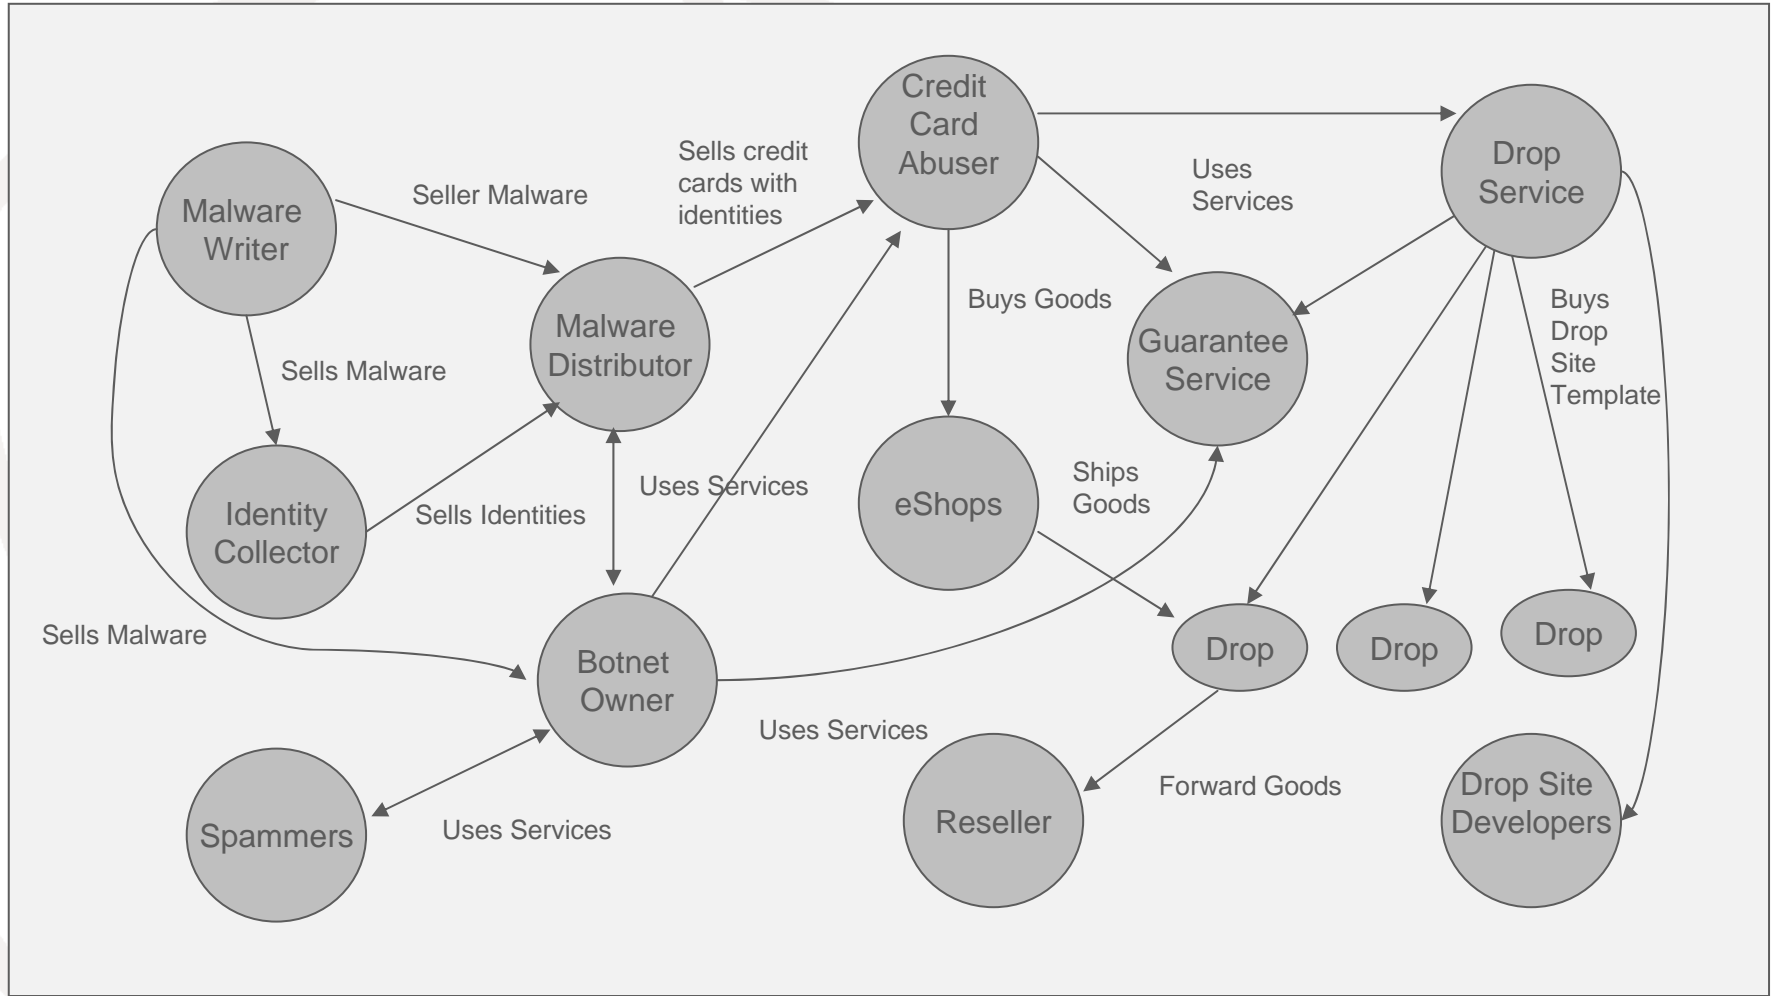 Credit
Card
Abuser
Drop
Service
Malware
Writer
Seller Malware
Sells credit
cards with
identities
Uses
Services
Malware
Distributor
Buys Goods
Guarantee
Service
Buys
Drop
Site
Template
Sells Malware
Identity
Collector
Sells Identities
Uses Services
eShops
Ships
Goods
Sells Malware
Botnet
Owner
Drop
Drop
Drop
Uses Services
Spammers
Uses Services
Reseller
Forward Goods
Drop Site
Developers